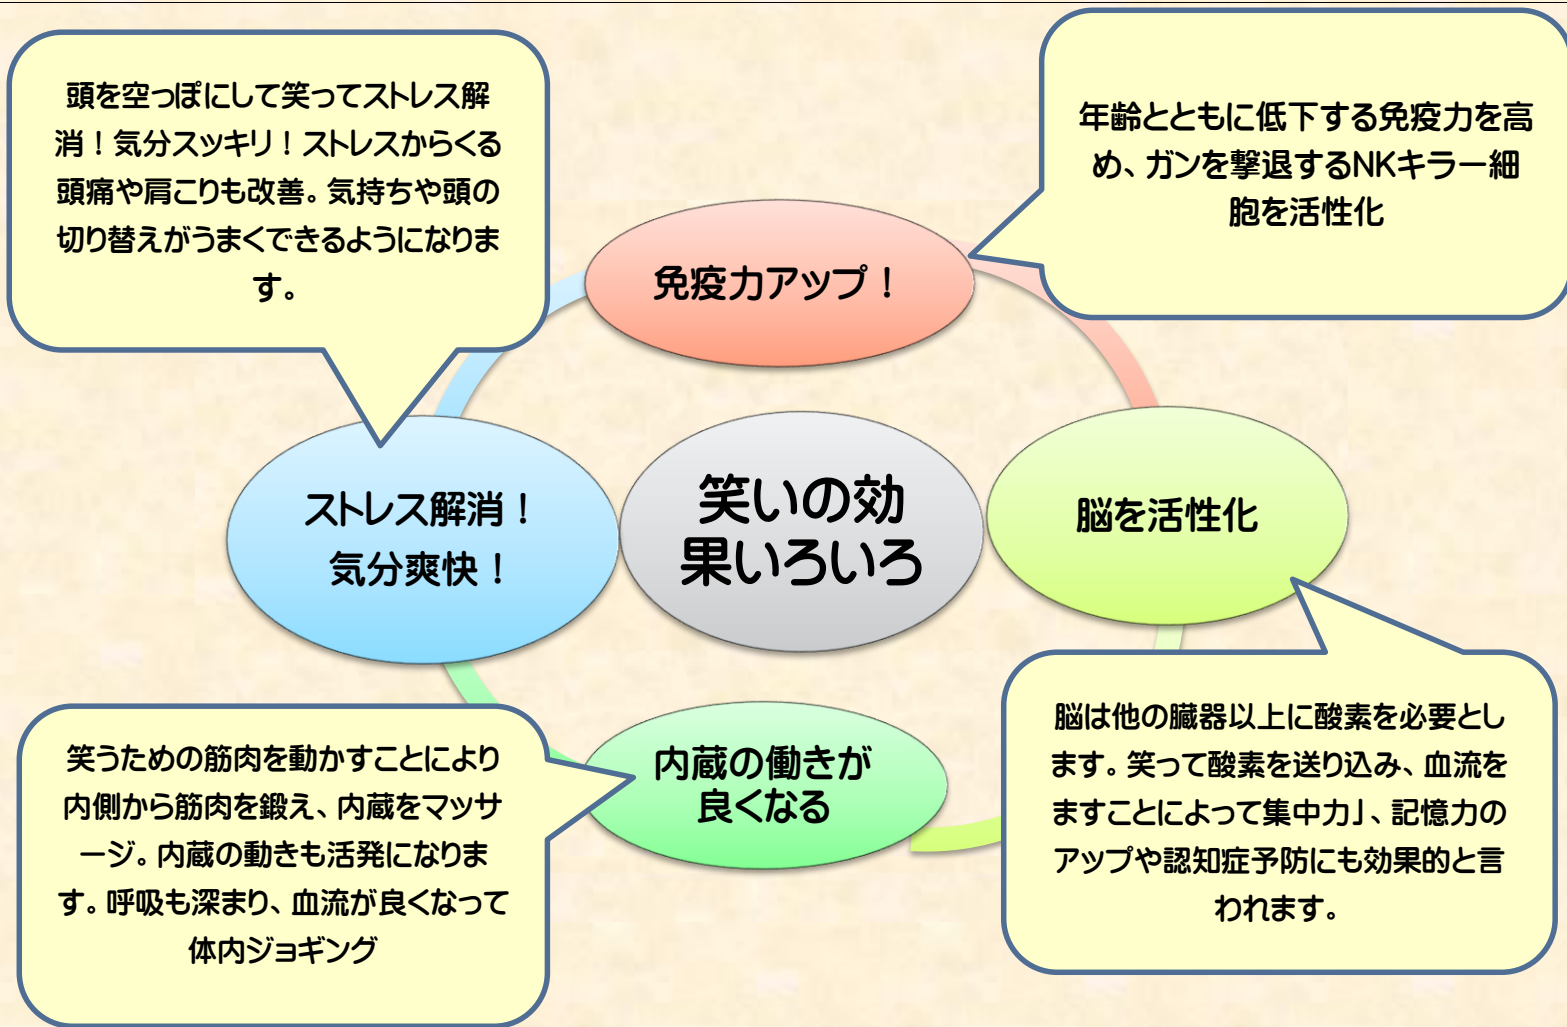 頭を空っぽにして笑ってストレス解
消！気分スッキリ！ストレスからくる
頭痛や肩こりも改善。気持ちや頭の
切り替えがうまくできるようになりま
す。
年齢とともに低下する免疫力を高
め、ガンを撃退するNKキラー細
胞を活性化
免疫力アップ！
ストレス解消！
気分爽快！
笑いの効
果いろいろ
脳を活性化
内蔵の働きが
良くなる
笑うための筋肉を動かすことにより
内側から筋肉を鍛え、内蔵をマッサ
ージ。内蔵の動きも活発になりま
す。呼吸も深まり、血流が良くなって
体内ジョギング
脳は他の臓器以上に酸素を必要とし
ます。笑って酸素を送り込み、血流を
ますことによって集中力」、記憶力の
アップや認知症予防にも効果的と言
われます。